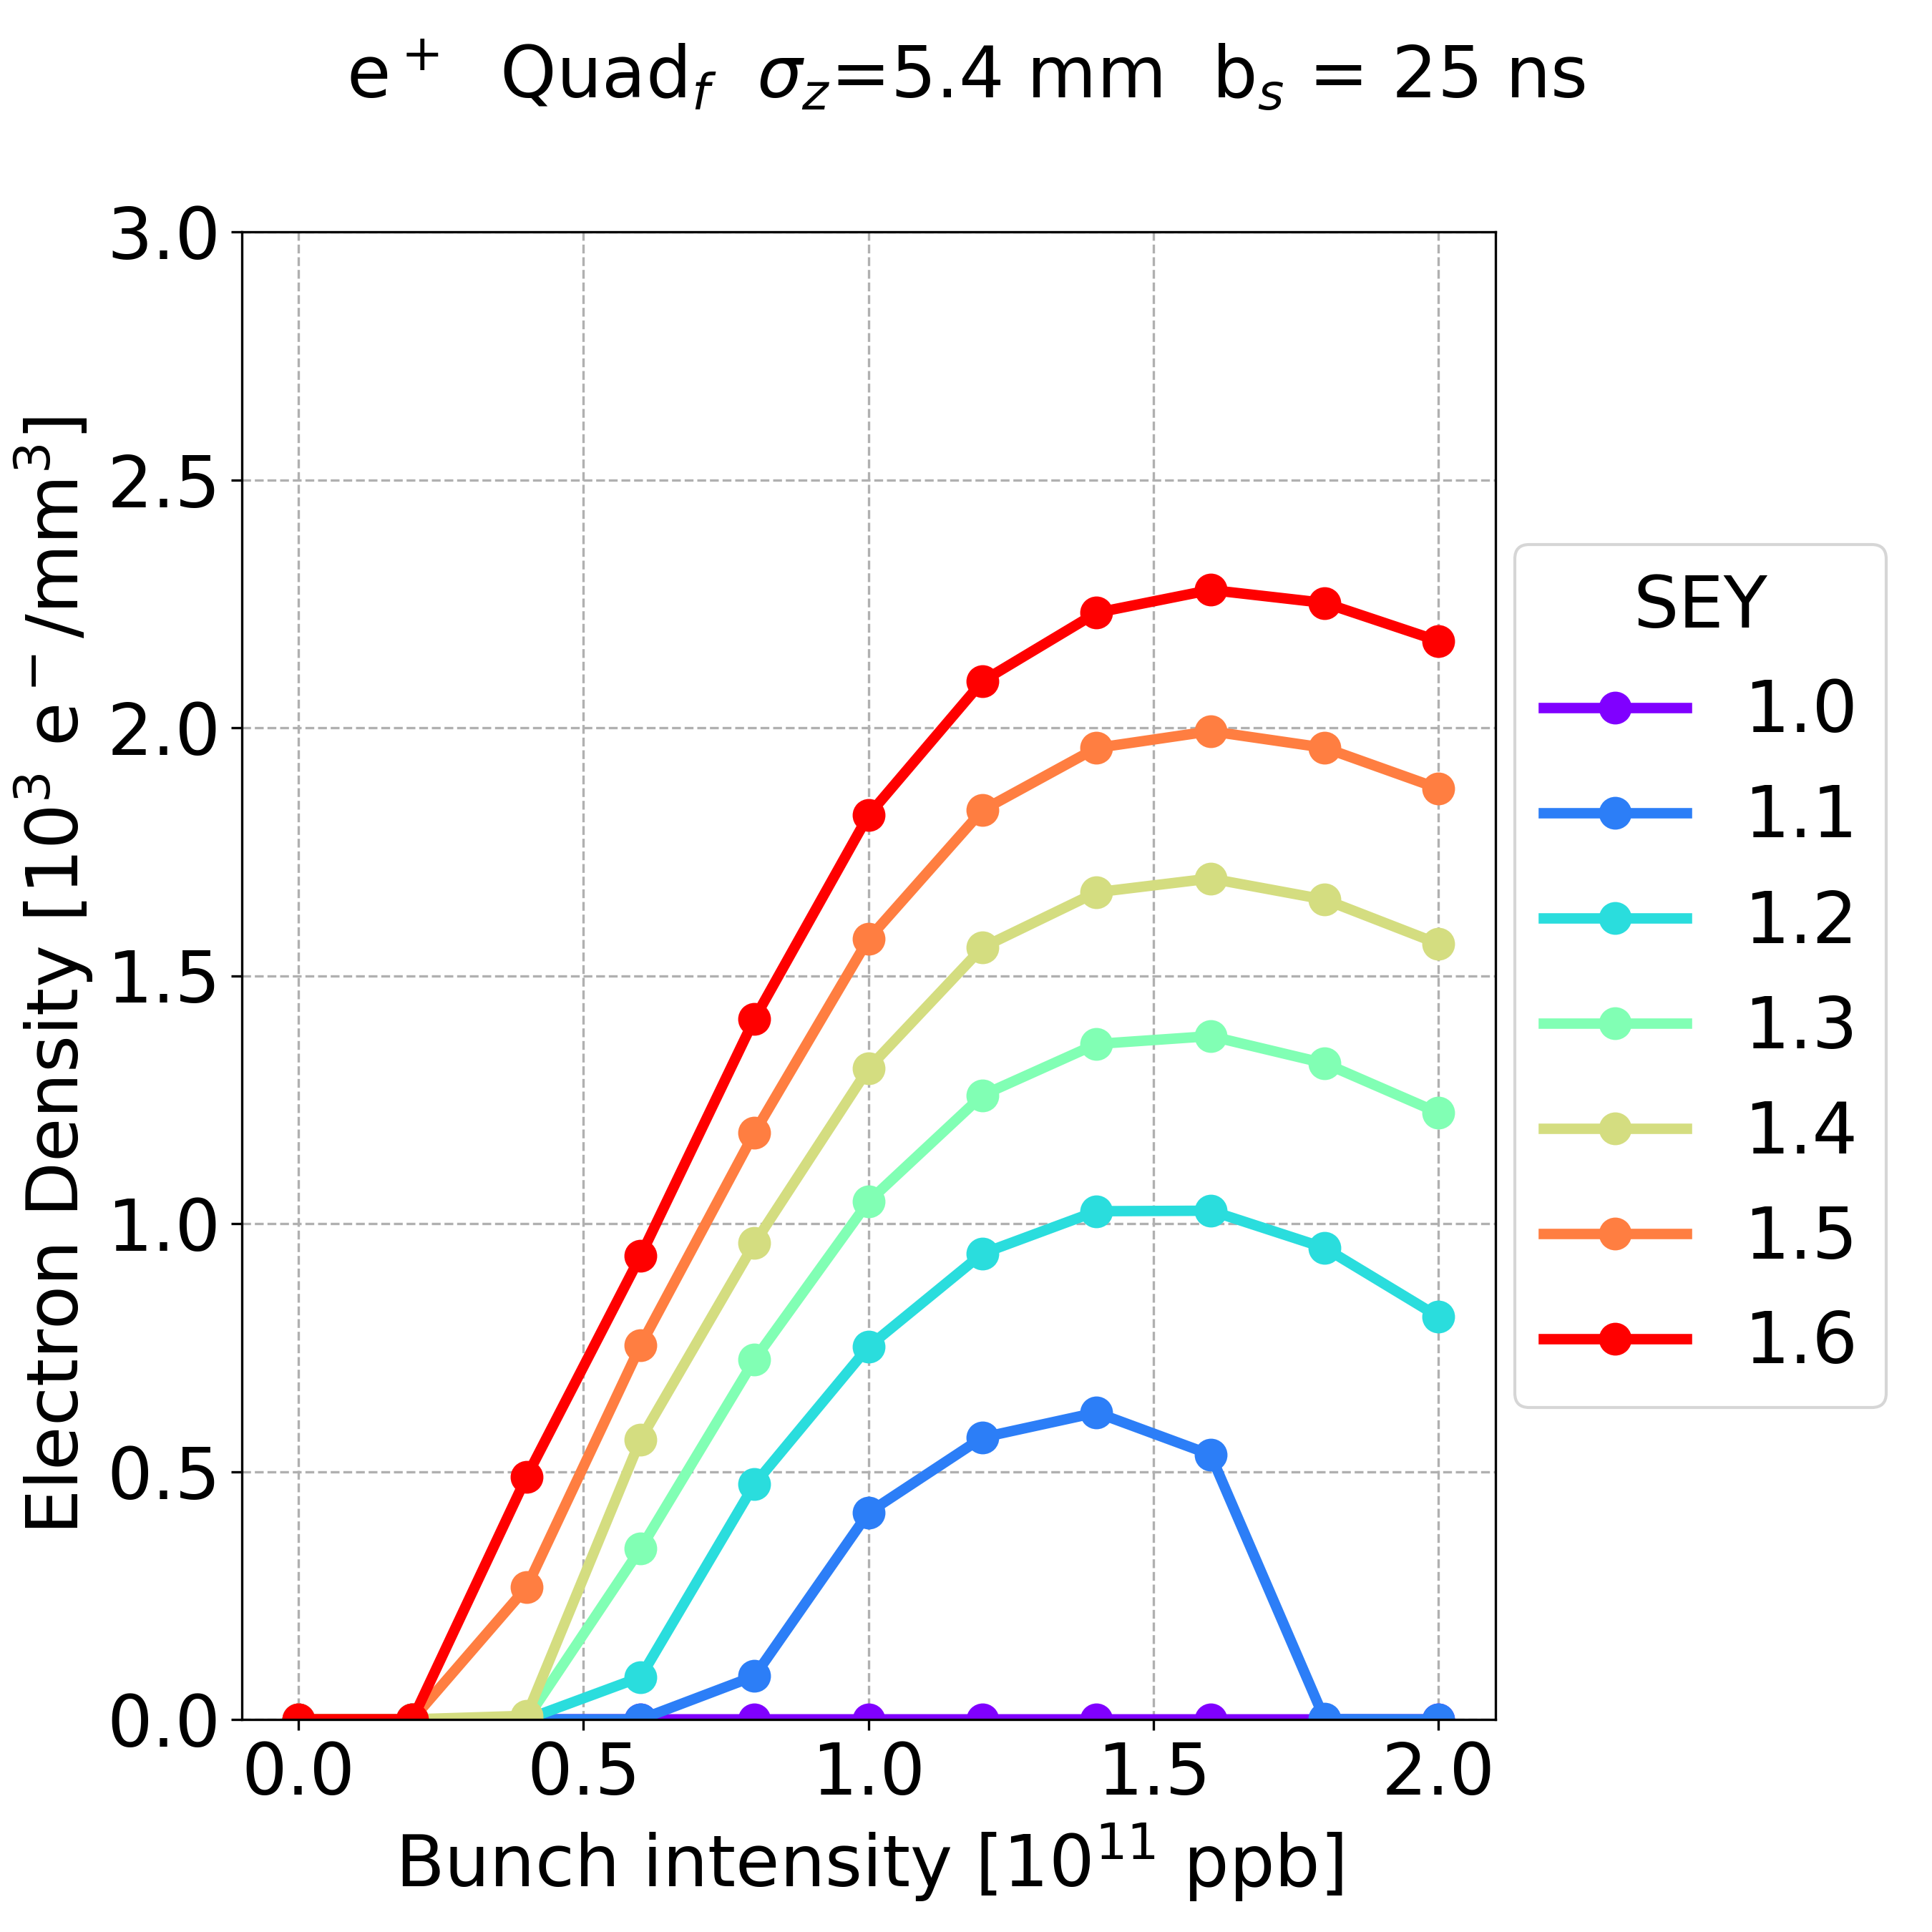 e⁺ Quad_f σ_z=5.4 mm b_s = 25 ns
Electron Density [10³ e⁻/mm³]
3.0
2.5
2.0
1.5
1.0
0.5
0.0
0.0 0.5 1.0 1.5 2.0
Bunch intensity [10¹¹ ppb]
SEY
1.0
1.1
1.2
1.3
1.4
1.5
1.6